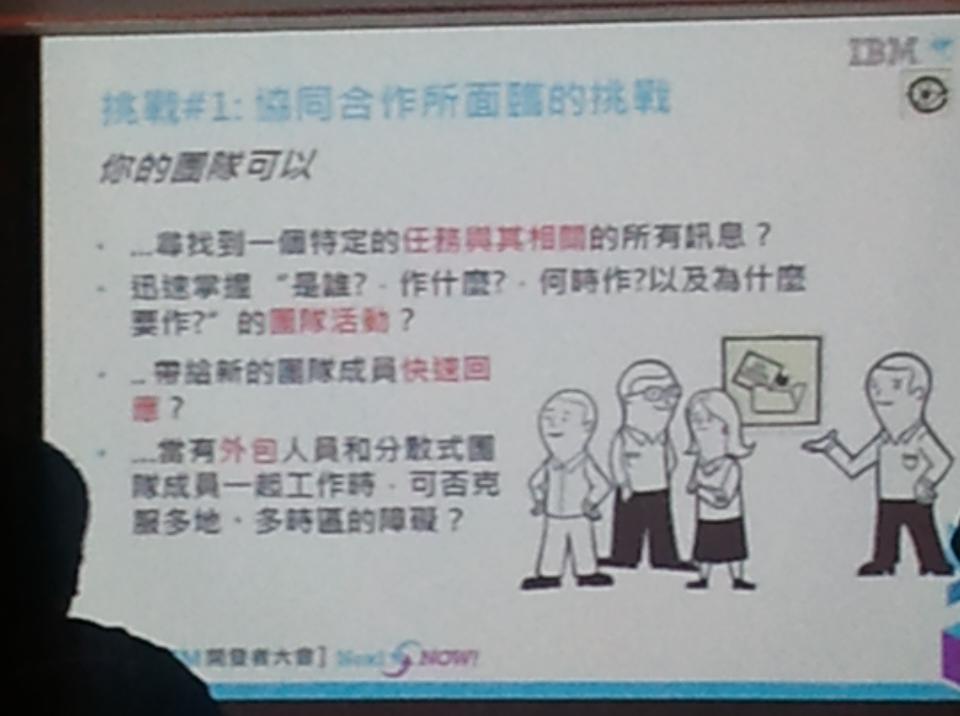 IBM
挑戰#1: 協同合作所面臨的挑戰
你的團隊可以
...尋找到一個特定的任務與其相關的所有訊息？
迅速掌握 “是誰?，作什麼?，何時作?以及為什麼
要作?” 的團隊活動？
... 帶給新的團隊成員快速回
應？
...當有外包人員和分散式團
隊成員一起工作時，可否克
服多地、多時區的障礙？
開發者大會] Next NOW!